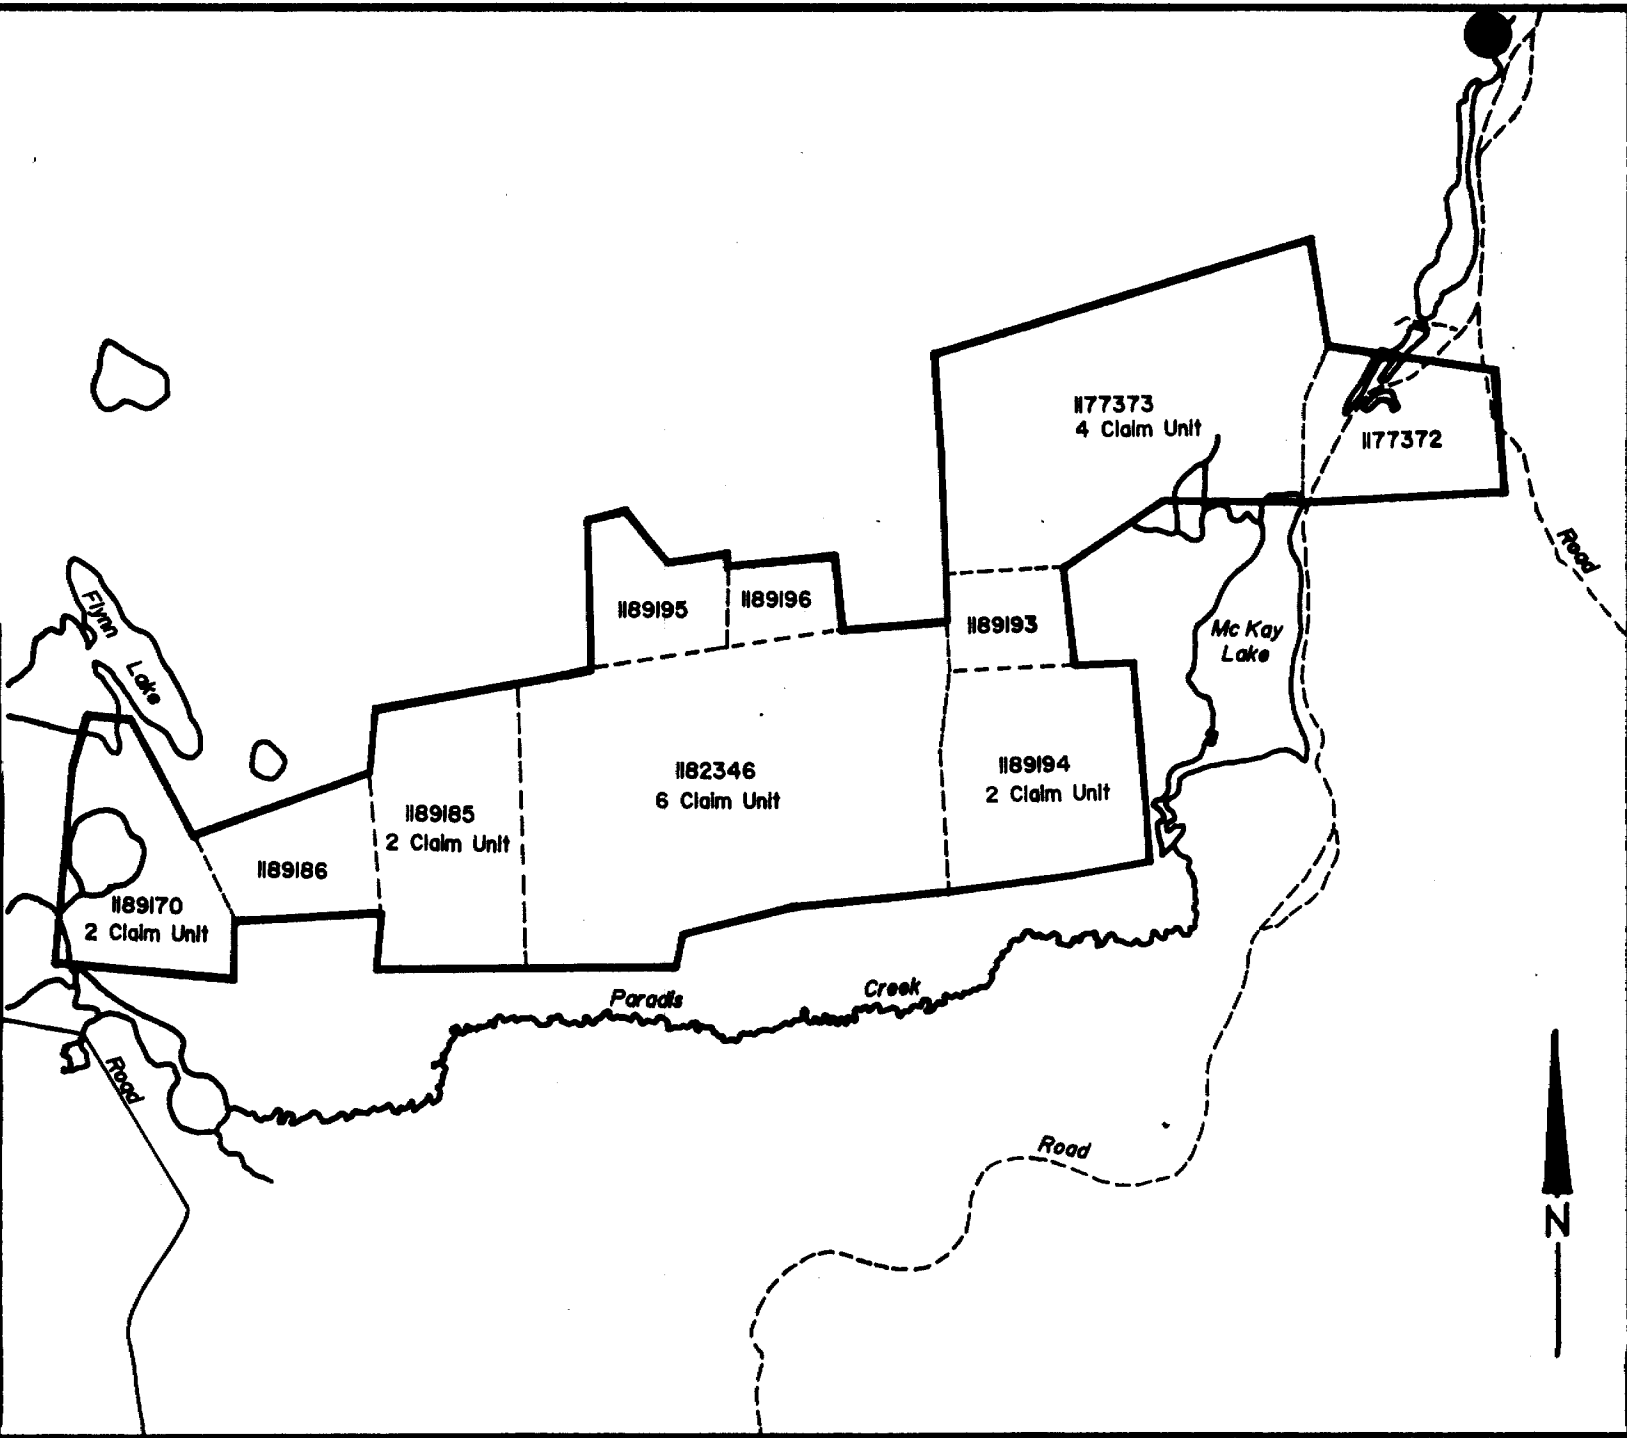 1177373
4 Claim Unit
1177372
Road
1189195
1189196
1189193
Mc Kay
Lake
Flynn
Lake
1182346
6 Claim Unit
1189194
2 Claim Unit
1189185
2 Claim Unit
1189186
1189170
2 Claim Unit
Paradis
Creek
Road
Road
N